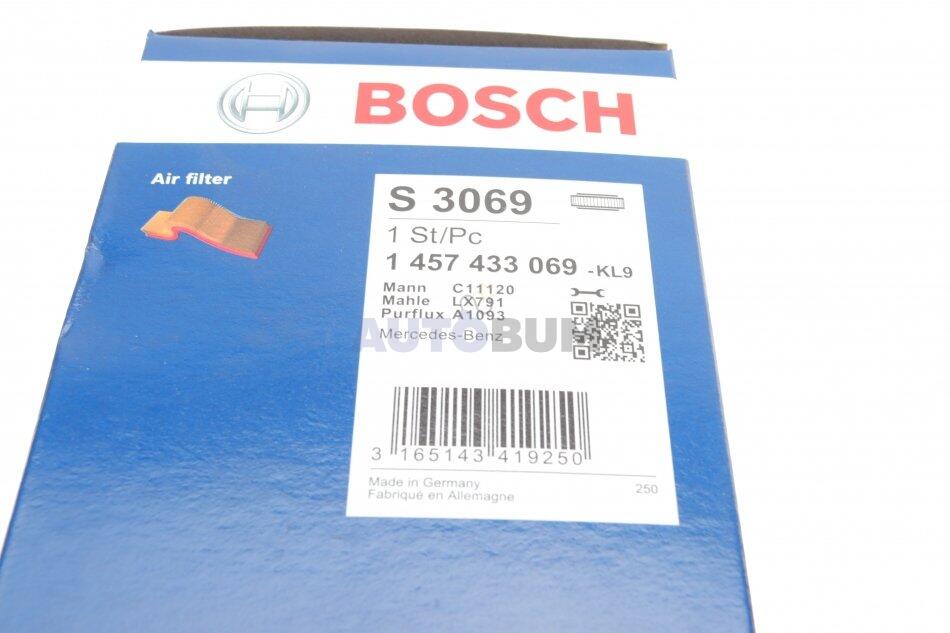 BOSCH
Air filter
S 3069
1 St/Pc
1 457 433 069 -KL9
Mann C11120
Mahle LX791
Purflux A1093
Mercedes-Benz
3 165143 419250
Made in Germany
Fabriqué en Allemagne
250